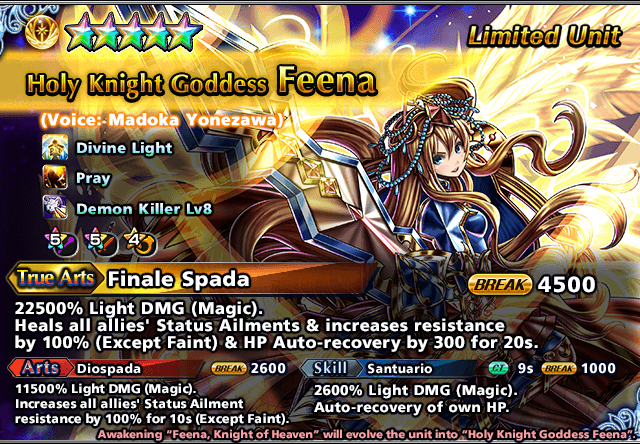 Limited Unit
Holy Knight Goddess Feena
(Voice: Madoka Yonezawa)
Divine Light
Pray
Demon Killer Lv8
5 5 4
True Arts Finale Spada BREAK 4500
22500% Light DMG (Magic).
Heals all allies' Status Ailments & increases resistance
by 100% (Except Faint) & HP Auto-recovery by 300 for 20s.
Arts Diospada BREAK 2600
11500% Light DMG (Magic).
Increases all allies' Status Ailment
resistance by 100% for 10s (Except Faint).
Skill Santuario CT 9s BREAK 1000
2600% Light DMG (Magic).
Auto-recovery of own HP.
Awakening “Feena, Knight of Heaven” will evolve the unit into “Holy Knight Goddess Feena”.